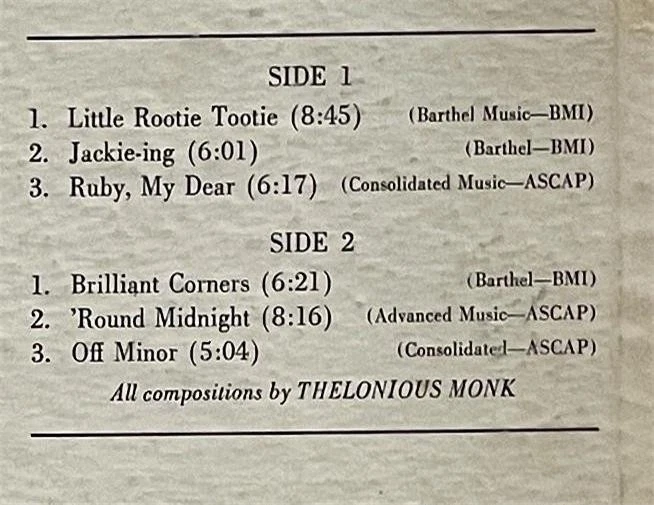 SIDE 1
1. Little Rootie Tootie (8:45) (Barthel Music—BMI)
2. Jackie-ing (6:01) (Barthel—BMI)
3. Ruby, My Dear (6:17) (Consolidated Music—ASCAP)
SIDE 2
1. Brilliant Corners (6:21) (Barthel—BMI)
2. 'Round Midnight (8:16) (Advanced Music—ASCAP)
3. Off Minor (5:04) (Consolidated—ASCAP)
All compositions by THELONIOUS MONK